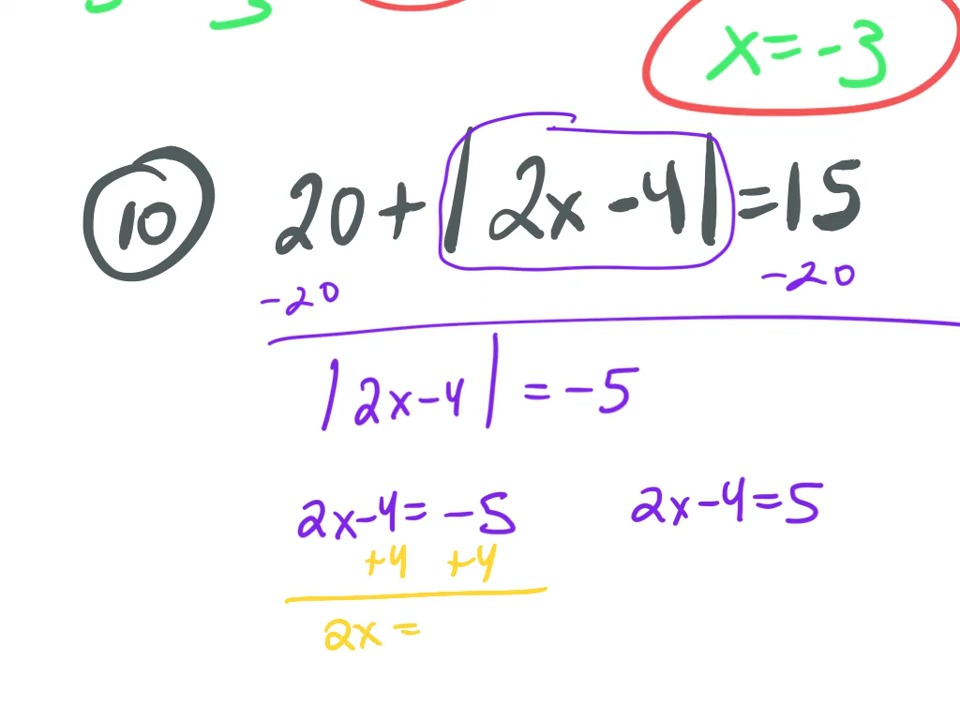 x=-3
10 20+|2x-4|=15
-20 -20
|2x-4|=-5
2x-4=-5 2x-4=5
+4 +4
2x=